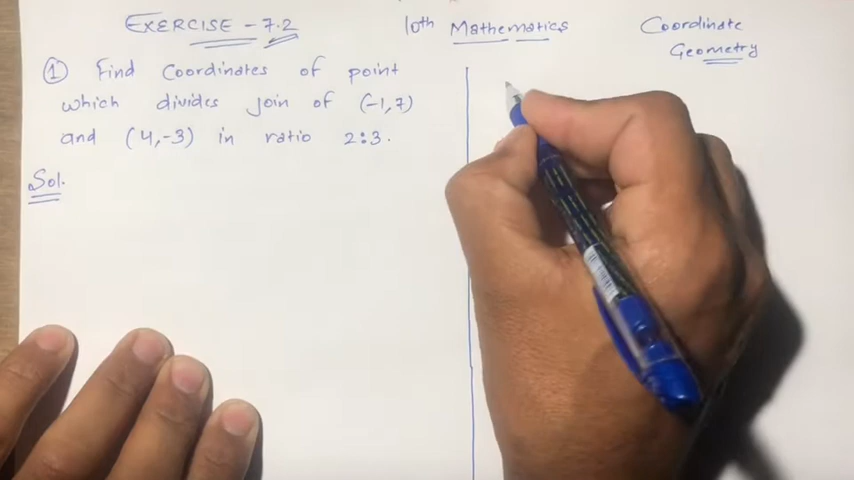 EXERCISE - 7.2
10th Mathematics
Coordinate
Geometry
① Find Coordinates of point
which divides join of (-1,7)
and (4,-3) in ratio 2:3.
Sol.